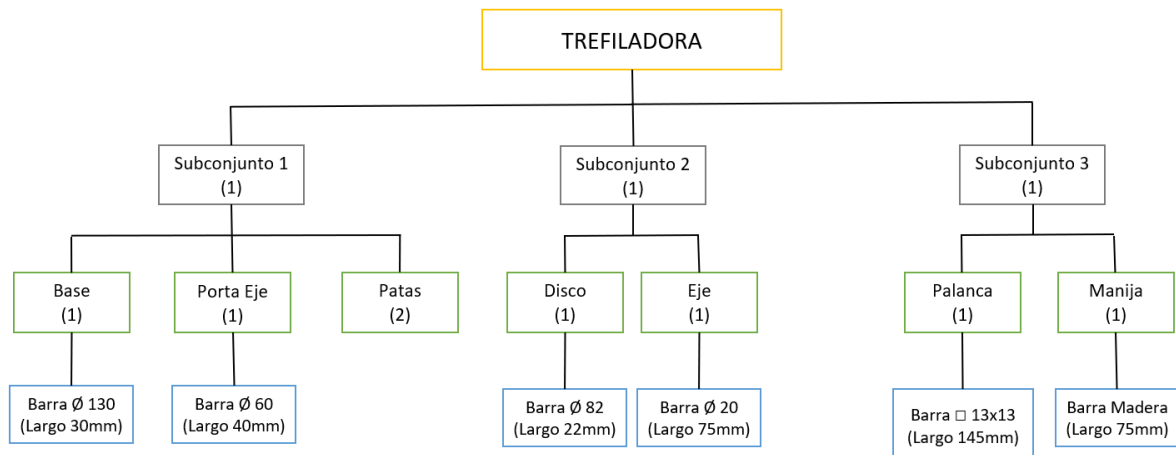 TREFILADORA
Subconjunto 1
(1)
Subconjunto 2
(1)
Subconjunto 3
(1)
Base
(1)
Porta Eje
(1)
Patas
(2)
Disco
(1)
Eje
(1)
Palanca
(1)
Manija
(1)
Barra Ø 130
(Largo 30mm)
Barra Ø 60
(Largo 40mm)
Barra Ø 82
(Largo 22mm)
Barra Ø 20
(Largo 75mm)
Barra □ 13x13
(Largo 145mm)
Barra Madera
(Largo 75mm)